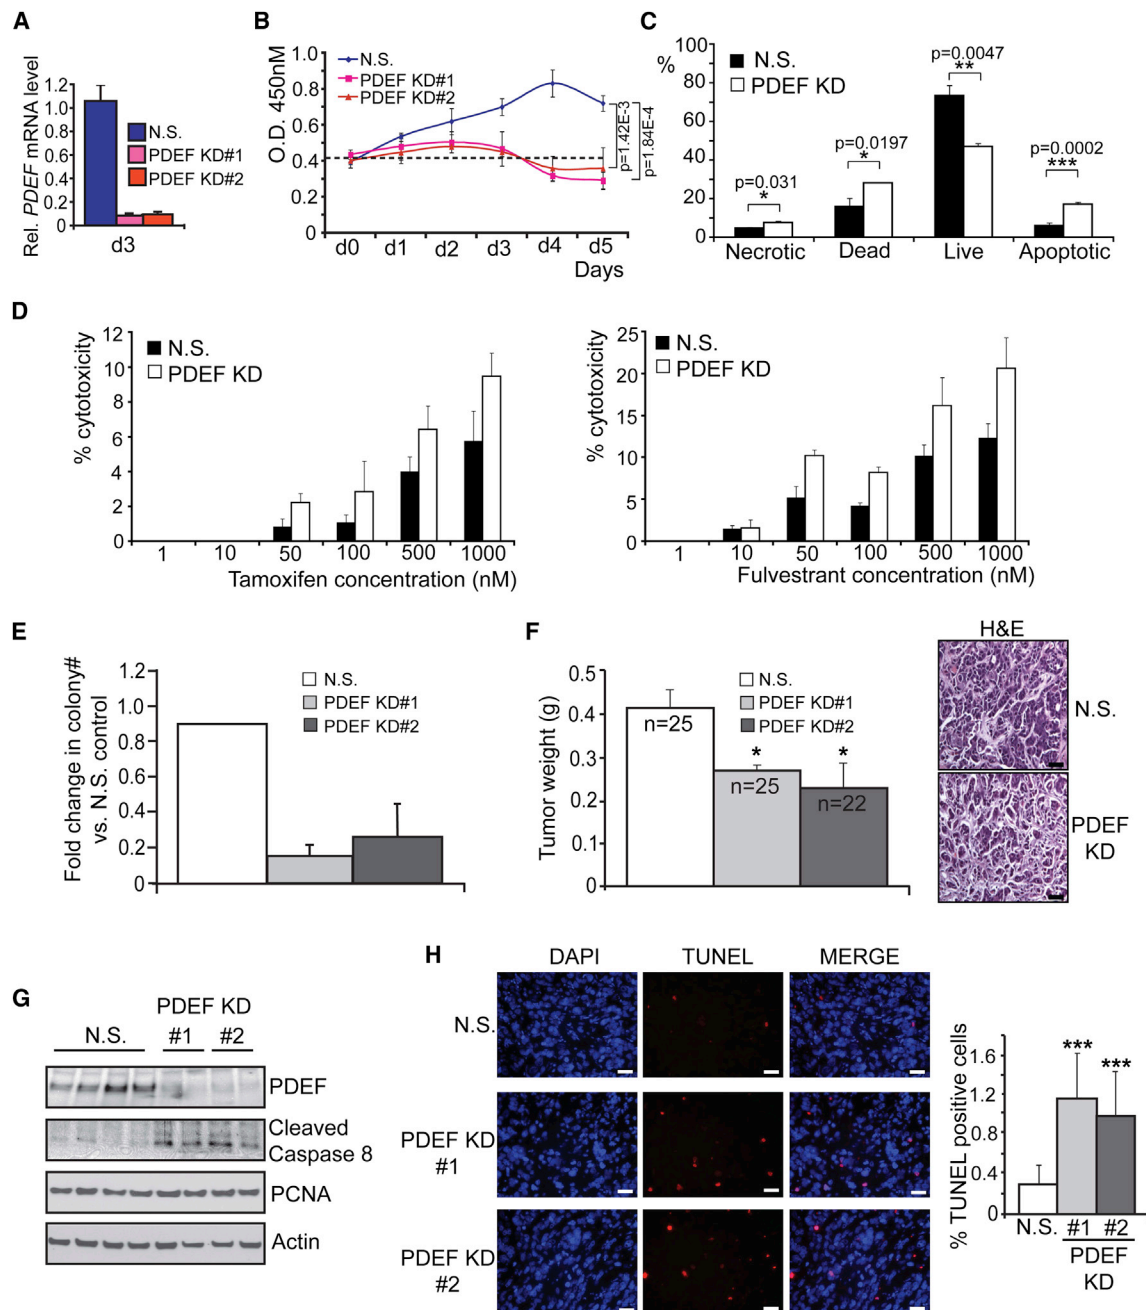 A
Rel. PDEF mRNA level
1.2
1.0
0.8
0.6
0.4
0.2
0
N.S.
PDEF KD#1
PDEF KD#2
d3
B
O.D. 450nM
1.0
0.8
0.6
0.4
0.2
0
N.S.
PDEF KD#1
PDEF KD#2
p=1.42E-3
p=1.84E-4
d0 d1 d2 d3 d4 d5
Days
C
%
100
80
60
40
20
0
N.S.
PDEF KD
p=0.031
*
p=0.0197
*
p=0.0047
**
p=0.0002
***
Necrotic Dead Live Apoptotic
D
% cytotoxicity
12
10
8
6
4
2
0
N.S.
PDEF KD
1 10 50 100 500 1000
Tamoxifen concentration (nM)
% cytotoxicity
25
20
15
10
5
0
N.S.
PDEF KD
1 10 50 100 500 1000
Fulvestrant concentration (nM)
E
Fold change in colony#
vs. N.S. control
1.2
1.0
0.8
0.6
0.4
0.2
0
N.S.
PDEF KD#1
PDEF KD#2
F
Tumor weight (g)
0.5
0.4
0.3
0.2
0.1
0
N.S.
PDEF KD#1
PDEF KD#2
n=25
*
n=25
*
n=22
H&E
N.S.
PDEF
KD
G
PDEF KD
N.S. #1 #2
PDEF
Cleaved
Caspase 8
PCNA
Actin
H
DAPI TUNEL MERGE
N.S.
PDEF KD
#1
PDEF KD
#2
% TUNEL positive cells
1.6
1.2
0.8
0.4
0
***
***
N.S. #1 #2
PDEF
KD